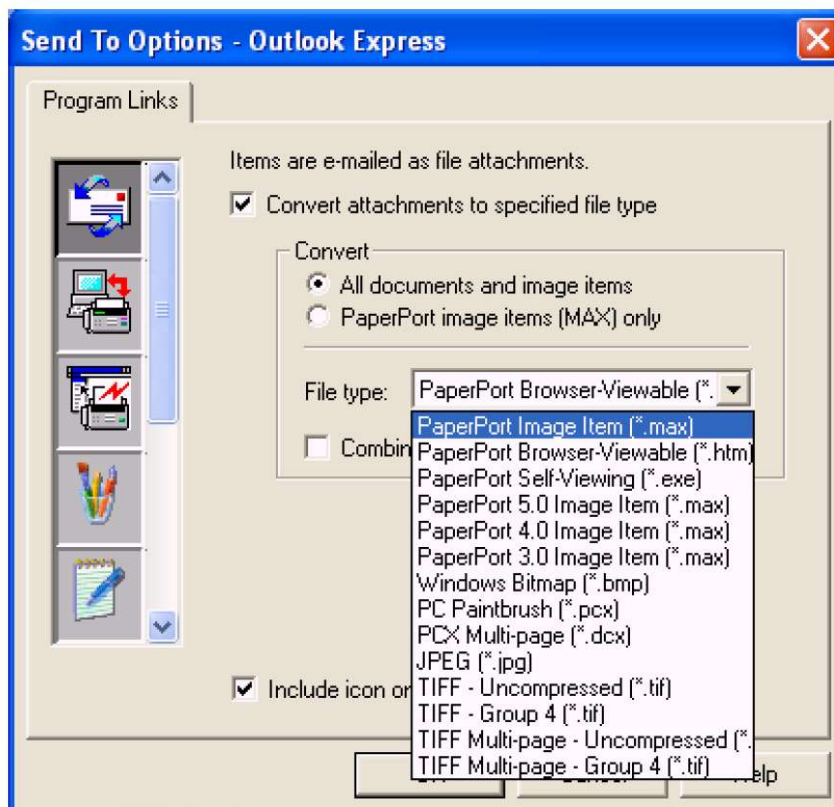 Send To Options - Outlook Express
Program Links
Items are e-mailed as file attachments.
Convert attachments to specified file type
Convert
All documents and image items
PaperPort image items (MAX) only
File type: PaperPort Browser-Viewable (*.
PaperPort Image Item (*.max)
PaperPort Browser-Viewable (*.htm)
Combin
PaperPort Self-Viewing (*.exe)
PaperPort 5.0 Image Item (*.max)
PaperPort 4.0 Image Item (*.max)
PaperPort 3.0 Image Item (*.max)
Windows Bitmap (*.bmp)
PC Paintbrush (*.pcx)
PCX Multi-page (*.dcx)
JPEG (*.jpg)
Include icon or
TIFF - Uncompressed (*.tif)
TIFF - Group 4 (*.tif)
TIFF Multi-page - Uncompressed (*.
TIFF Multi-page - Group 4 (*.tif)